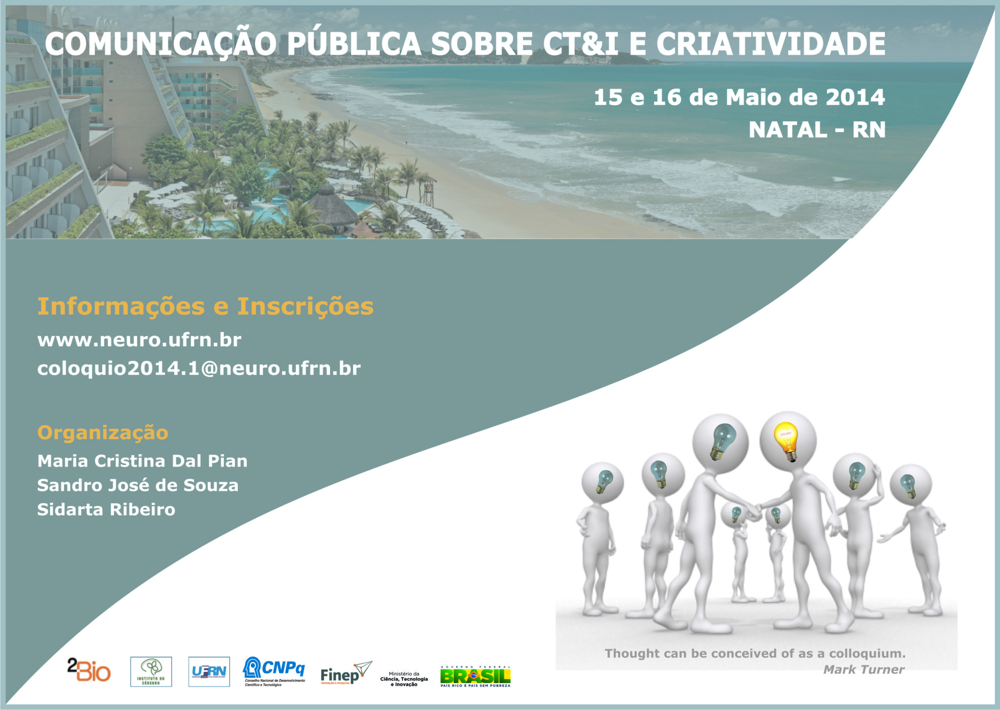 COMUNICAÇÃO PÚBLICA SOBRE CT&I E CRIATIVIDADE
15 e 16 de Maio de 2014
NATAL - RN
Informações e Inscrições
www.neuro.ufrn.br
coloquio2014.1@neuro.ufrn.br
Organização
Maria Cristina Dal Pian
Sandro José de Souza
Sidarta Ribeiro
Thought can be conceived of as a colloquium.
Mark Turner
2Bio
INSTITUTO DO
CÉREBRO
UFRN
CNPq
Conselho Nacional de Desenvolvimento
Científico e Tecnológico
Finep
INOVAÇÃO E PESQUISA
Ministério da
Ciência, Tecnologia
e Inovação
GOVERNO FEDERAL
BRASIL
PAÍS RICO É PAÍS SEM POBREZA